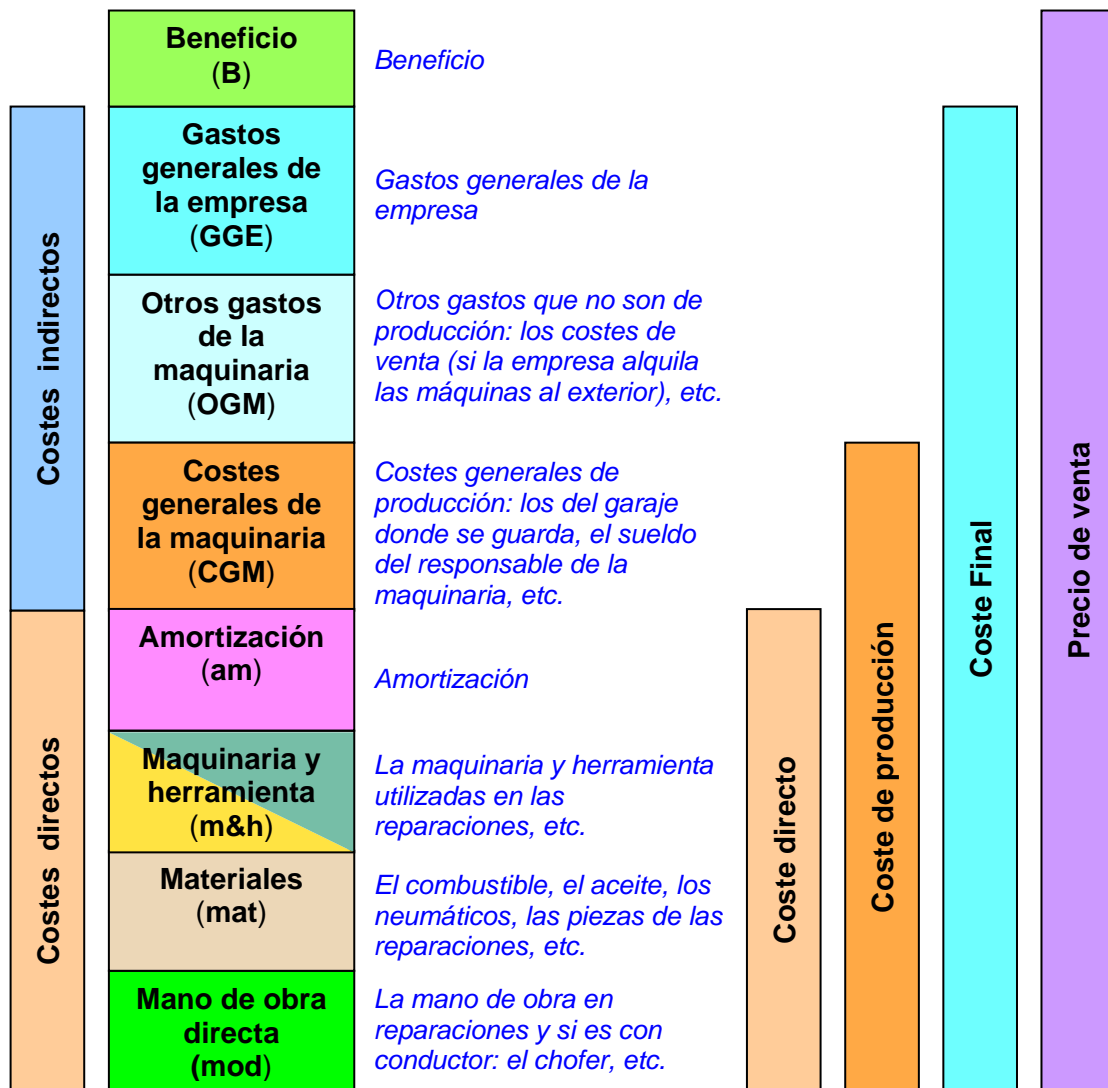 Beneficio
(B)
Beneficio
Gastos
generales de
la empresa
(GGE)
Gastos generales de la
empresa
Otros gastos
de la
maquinaria
(OGM)
Otros gastos que no son de
producción: los costes de
venta (si la empresa alquila
las máquinas al exterior), etc.
Costes
generales de
la maquinaria
(CGM)
Costes generales de
producción: los del garaje
donde se guarda, el sueldo
del responsable de la
maquinaria, etc.
Amortización
(am)
Amortización
Maquinaria y
herramienta
(m&h)
La maquinaria y herramienta
utilizadas en las
reparaciones, etc.
Materiales
(mat)
El combustible, el aceite, los
neumáticos, las piezas de las
reparaciones, etc.
Mano de obra
directa
(mod)
La mano de obra en
reparaciones y si es con
conductor: el chofer, etc.
Costes indirectos
Costes directos
Coste directo
Coste de producción
Coste Final
Precio de venta